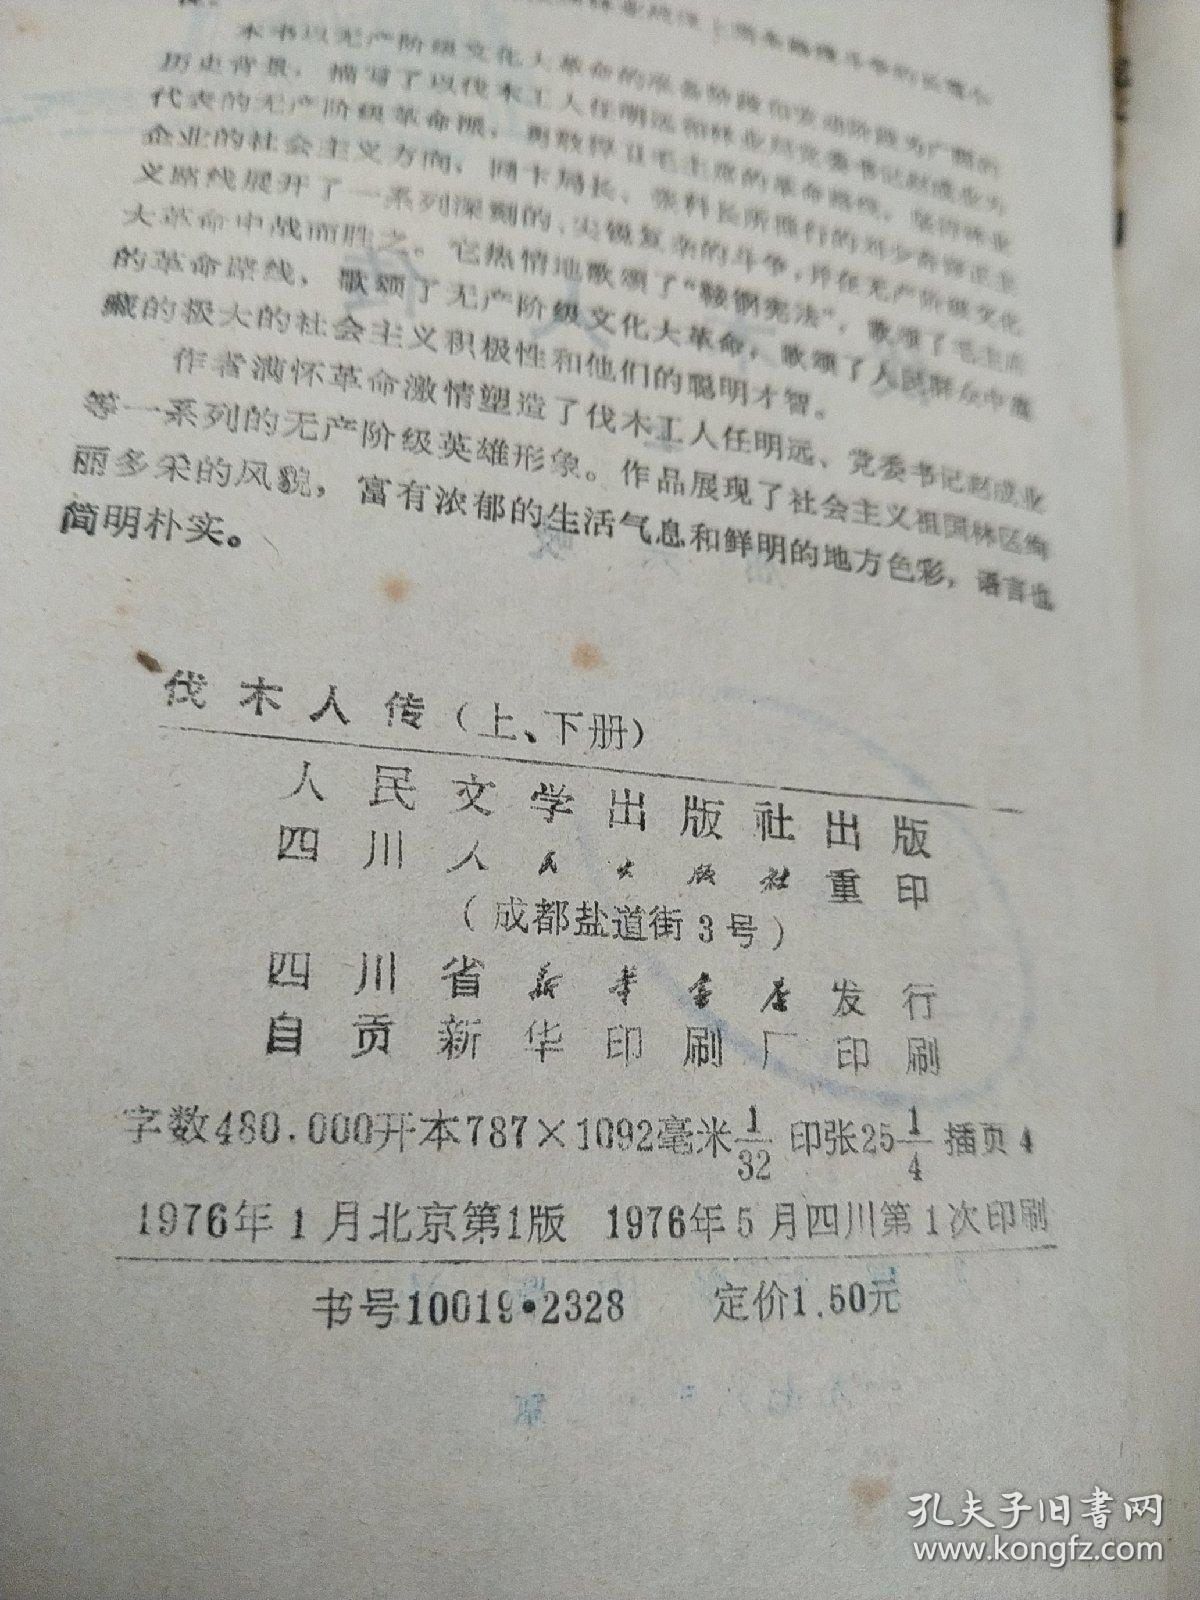 本书以无产阶级文化大革命的准备阶段和发动阶段为广阔的
历史背景，描写了以伐木工人任明远和林业局党委书记赵成业为
代表的无产阶级革命派，勇敢捍卫毛主席的革命路线，坚持林业
企业的社会主义方向，同卞局长、张科长所推行的刘少奇修正主
义路线展开了一系列深刻的、尖锐复杂的斗争，并在无产阶级文化
大革命中战而胜之。它热情地歌颂了“鞍钢宪法”，歌颂了毛主席
的革命路线，歌颂了无产阶级文化大革命，歌颂了人民群众中蕴
藏的极大的社会主义积极性和他们的聪明才智。
作者满怀革命激情塑造了伐木工人任明远、党委书记赵成业
等一系列的无产阶级英雄形象。作品展现了社会主义祖国林区绚
丽多采的风貌，富有浓郁的生活气息和鲜明的地方色彩，语言也
简明朴实。
伐木人传（上、下册）
人民文学出版社出版
四川人民出版社重印
（成都盐道街3号）
四川省新华书店发行
自贡新华印刷厂印刷
字数480.000开本787×1092毫米1/32 印张25 1/4 插页4
1976年1月北京第1版 1976年5月四川第1次印刷
书号10019•2328 定价1.50元
孔夫子旧书网
www.kongfz.com